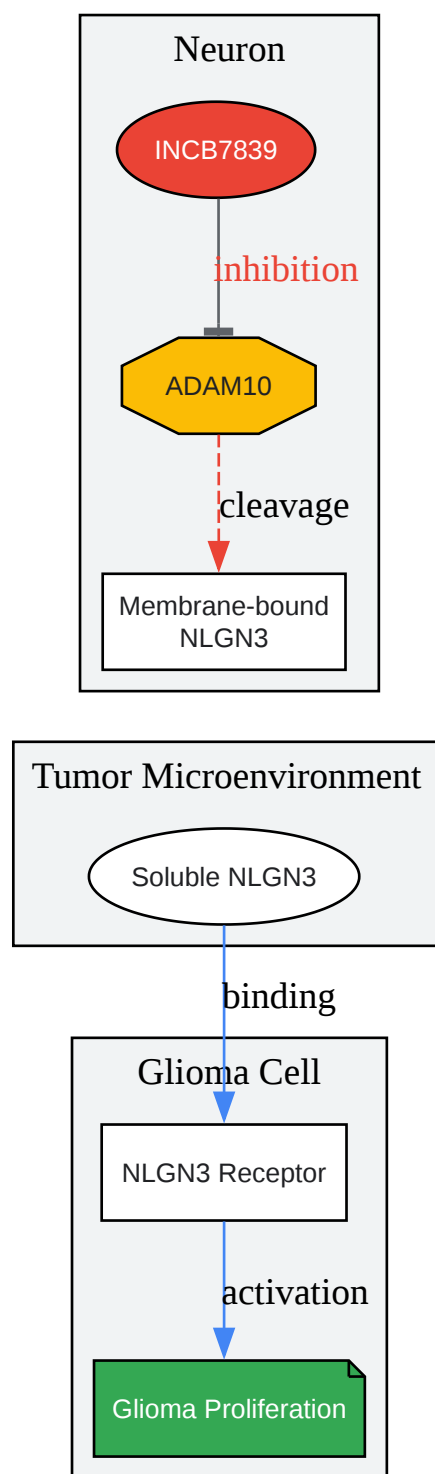 Neuron
INCB7839
inhibition
ADAM10
cleavage
Membrane-bound
NLGN3
Tumor Microenvironment
Soluble NLGN3
binding
Glioma Cell
NLGN3 Receptor
activation
Glioma Proliferation